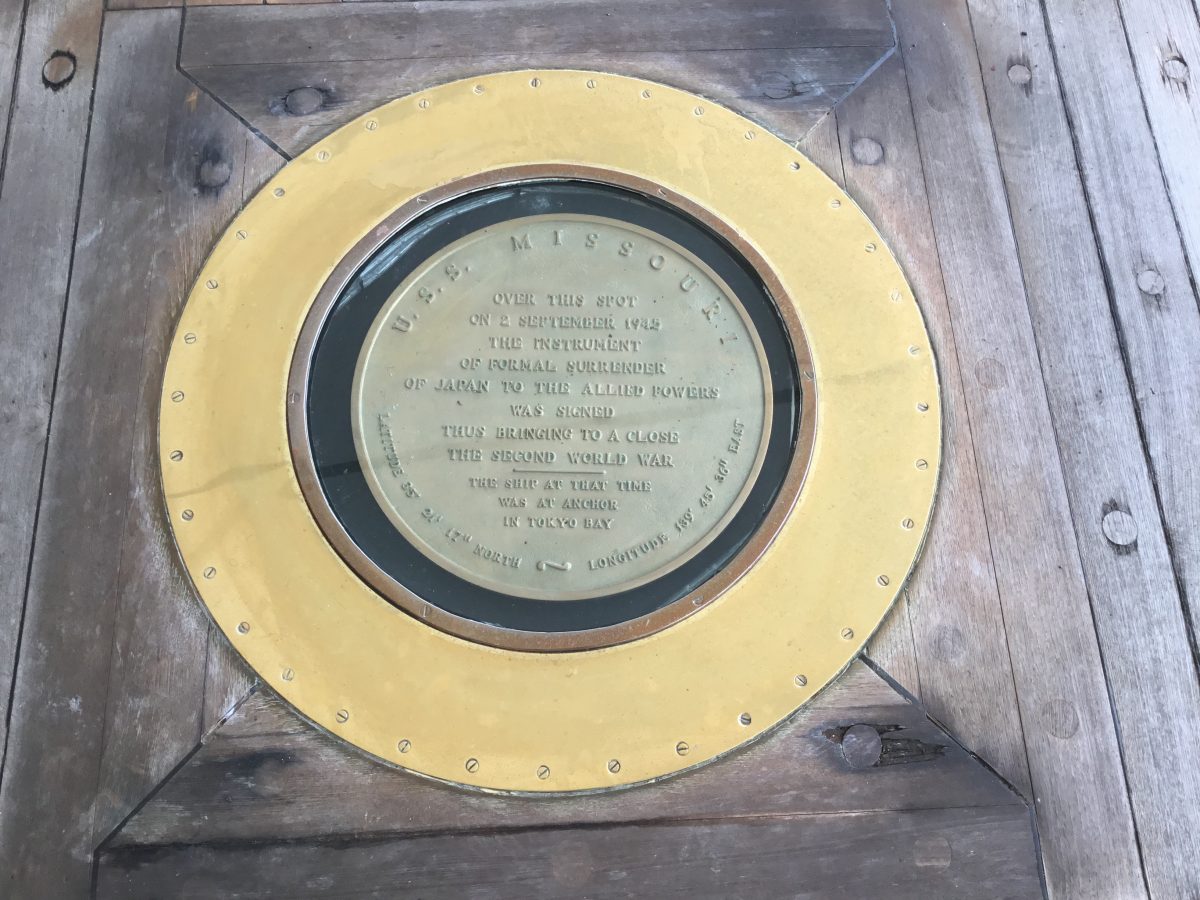 U.S.S. MISSOURI
OVER THIS SPOT
ON 2 SEPTEMBER 1945
THE INSTRUMENT
OF FORMAL SURRENDER
OF JAPAN TO THE ALLIED POWERS
WAS SIGNED
THUS BRINGING TO A CLOSE
THE SECOND WORLD WAR
THE SHIP AT THAT TIME
WAS AT ANCHOR
IN TOKYO BAY
LATITUDE 35° 21' 17" NORTH ~ LONGITUDE 139° 45' 36" EAST